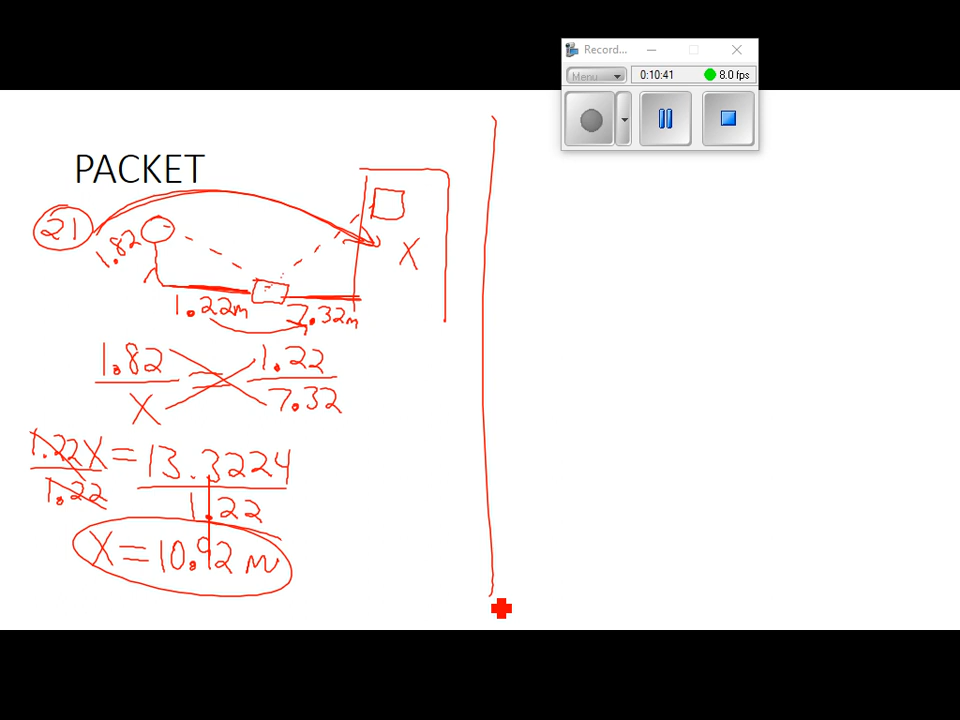 Record...
Menu
0:10:41
8.0 fps
PACKET
21
1.82
X
1.22m
7.32m
1.82
1.22
X
7.32
1.22X = 13.3224
1.22
1.22
X = 10.92 m